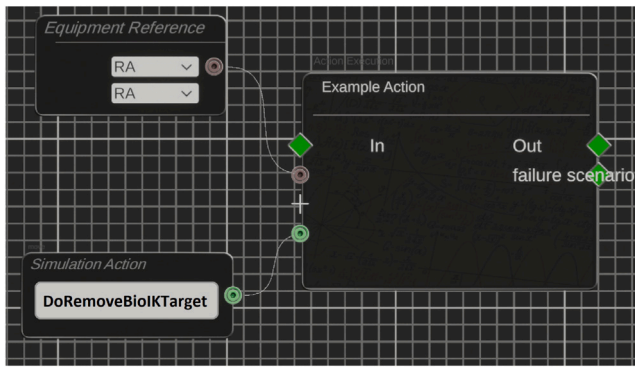 Equipment Reference
RA
RA
Action Execution
Example Action
In
Out
failure scenario
Simulation Action
DoRemoveBioIKTarget